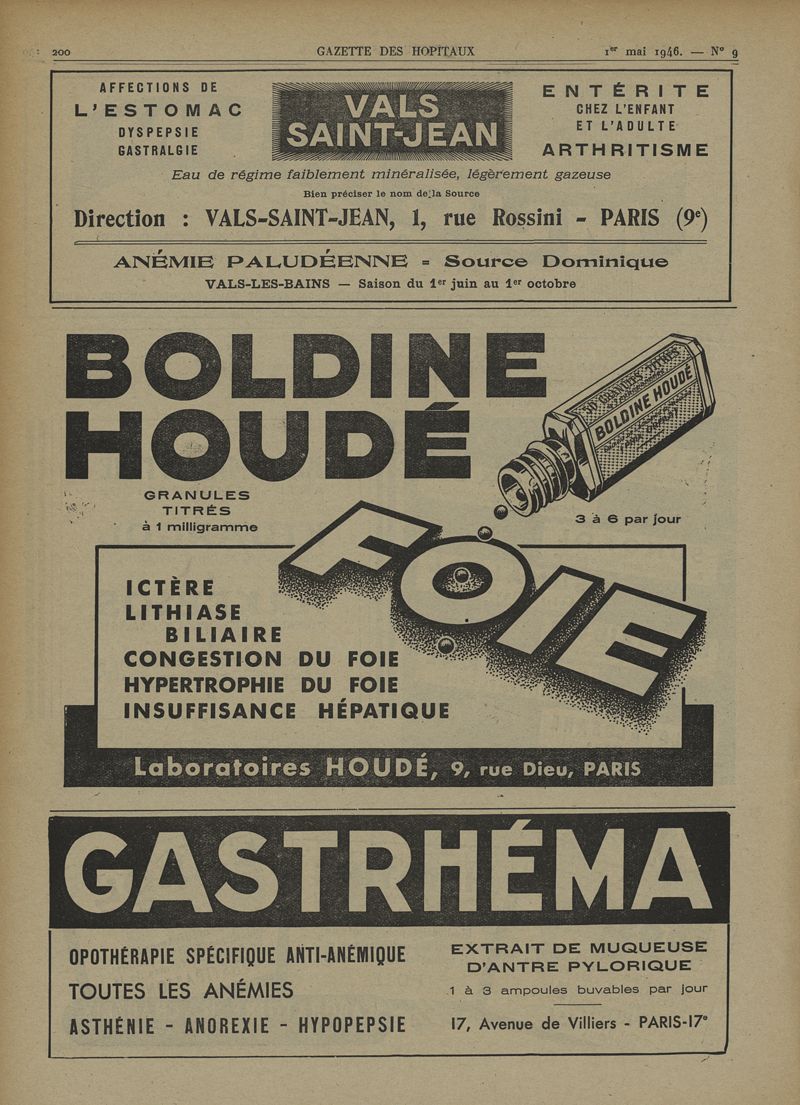 200 GAZETTE DES HOPITAUX 1er mai 1946. — N° 9
AFFECTIONS DE
L'ESTOMAC
DYSPEPSIE
GASTRALGIE
VALS
SAINT-JEAN
ENTÉRITE
CHEZ L'ENFANT
ET L'ADULTE
ARTHRITISME
Eau de régime faiblement minéralisée, légèrement gazeuse
Bien préciser le nom de la Source
Direction : VALS-SAINT-JEAN, 1, rue Rossini - PARIS (9e)
ANÉMIE PALUDÉENNE = Source Dominique
VALS-LES-BAINS — Saison du 1er juin au 1er octobre
BOLDINE
HOUDÉ
BOLDINE HOUDÉ
GRANULES
TITRÉS
à 1 milligramme
3 à 6 par jour
FOIE
ICTÈRE
LITHIASE
BILIAIRE
CONGESTION DU FOIE
HYPERTROPHIE DU FOIE
INSUFFISANCE HÉPATIQUE
Laboratoires HOUDÉ, 9, rue Dieu, PARIS
GASTRHÉMA
OPOTHÉRAPIE SPÉCIFIQUE ANTI-ANÉMIQUE
TOUTES LES ANÉMIES
ASTHÉNIE - ANOREXIE - HYPOPEPSIE
EXTRAIT DE MUQUEUSE
D'ANTRE PYLORIQUE
1 à 3 ampoules buvables par jour
17, Avenue de Villiers - PARIS-17e